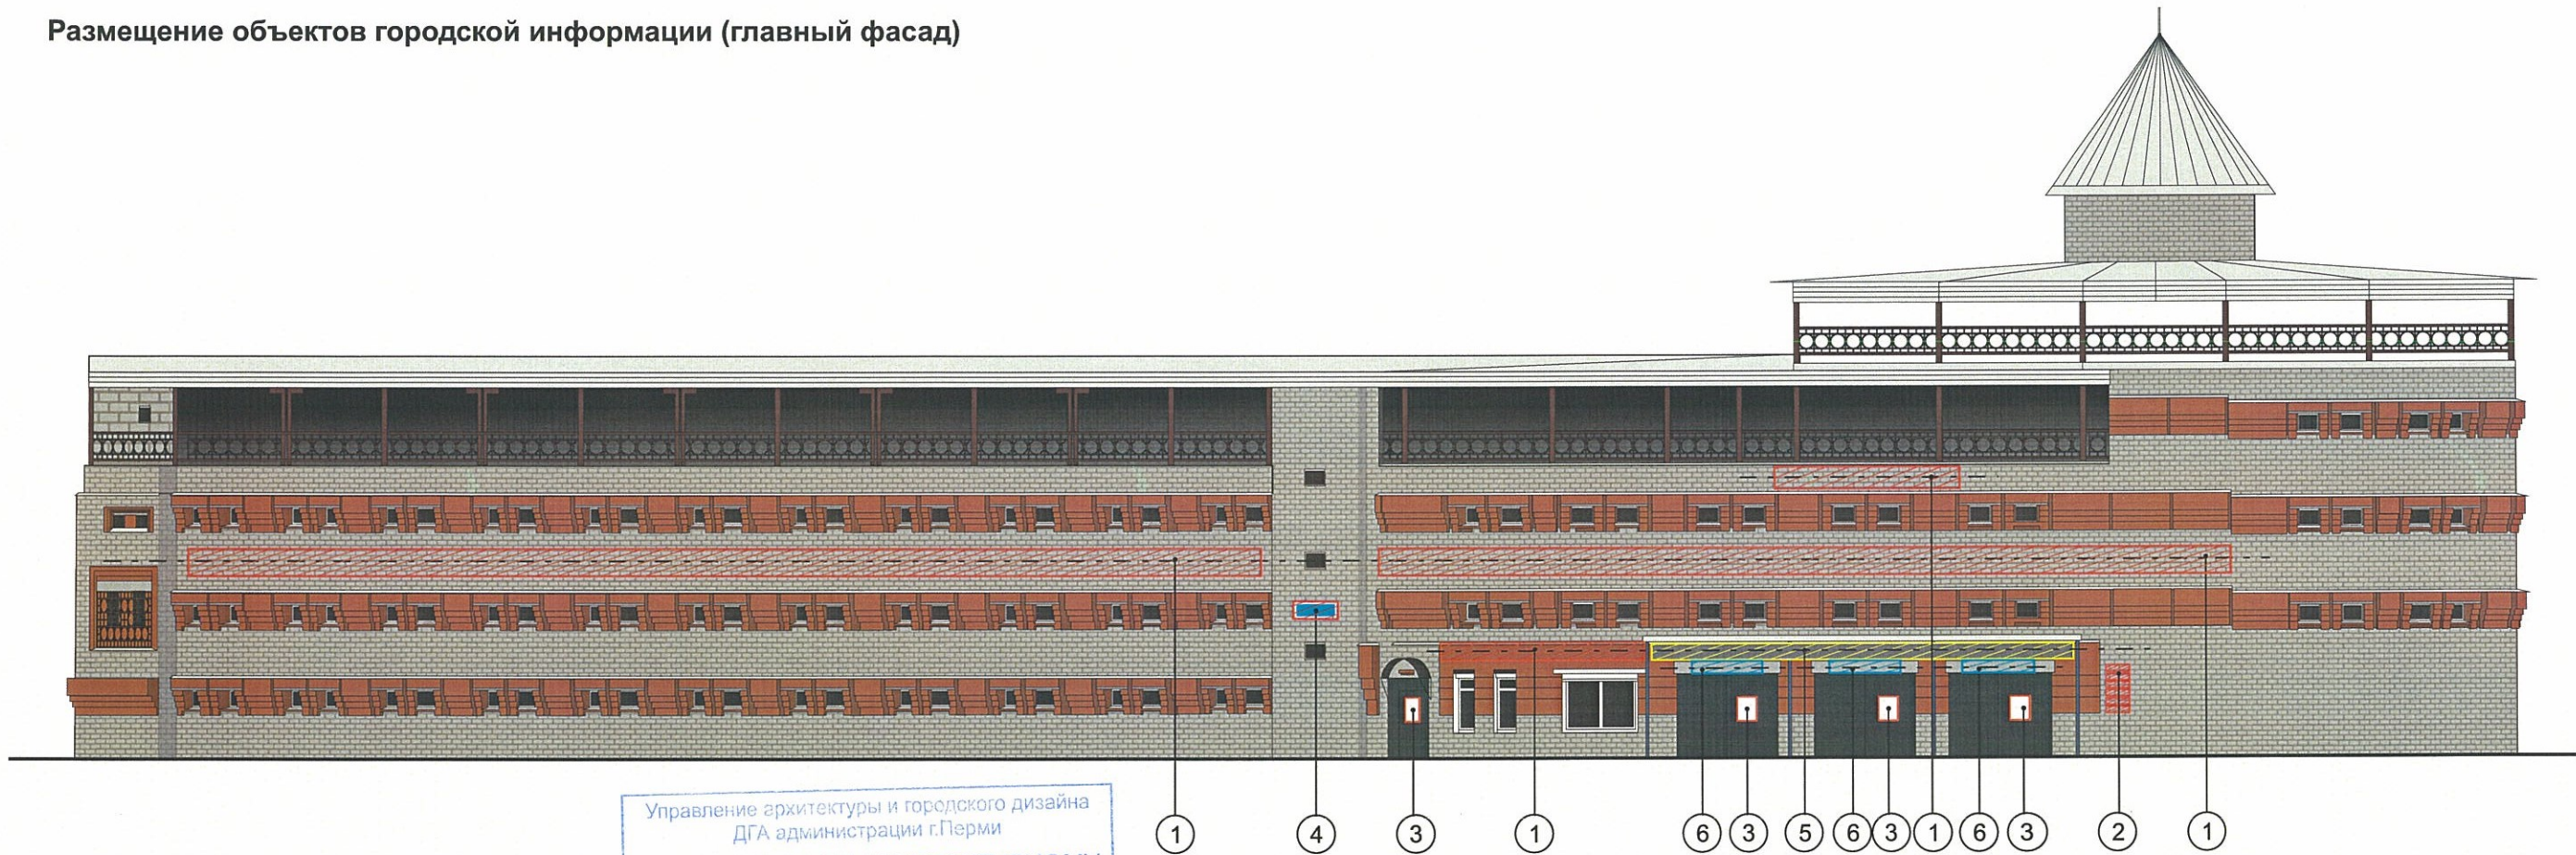 Размещение объектов городской информации (главный фасад)
Управление архитектуры и городского дизайна
ДГА администрации г.Перми
1 4 3 1 6 3 5 6 3 1 6 3 2 1